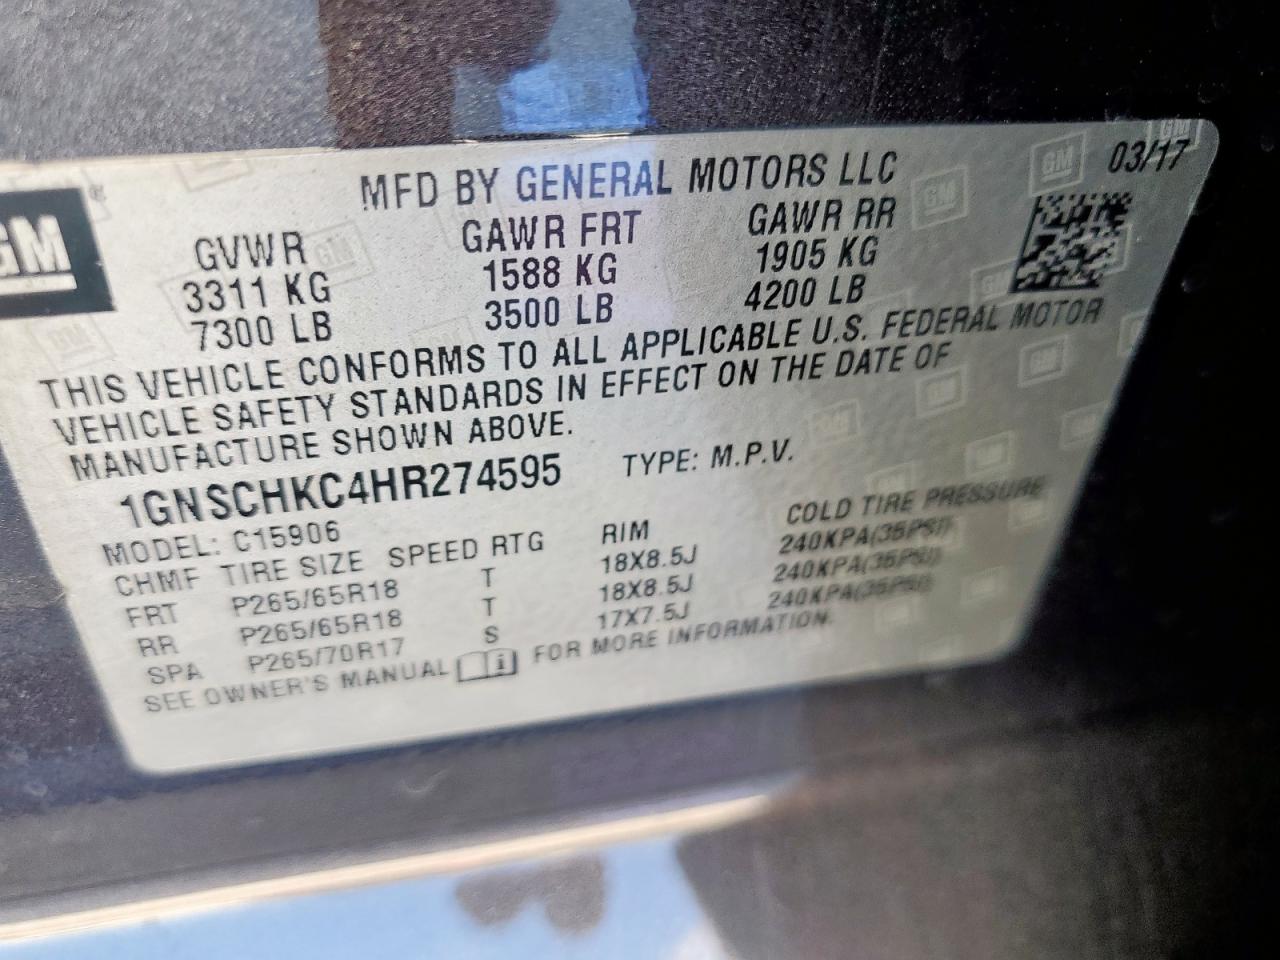 GM ®
MFD BY GENERAL MOTORS LLC 03/17
GVWR GAWR FRT GAWR RR
3311 KG 1588 KG 1905 KG
7300 LB 3500 LB 4200 LB
THIS VEHICLE CONFORMS TO ALL APPLICABLE U.S. FEDERAL MOTOR
VEHICLE SAFETY STANDARDS IN EFFECT ON THE DATE OF
MANUFACTURE SHOWN ABOVE.
1GNSCHKC4HR274595 TYPE: M.P.V.
MODEL: C15906
CHMF TIRE SIZE SPEED RTG RIM COLD TIRE PRESSURE
FRT P265/65R18 T 18X8.5J 240KPA(35PSI)
RR P265/65R18 T 18X8.5J 240KPA(35PSI)
SPA P265/70R17 S 17X7.5J 240KPA(35PSI)
SEE OWNER'S MANUAL FOR MORE INFORMATION.